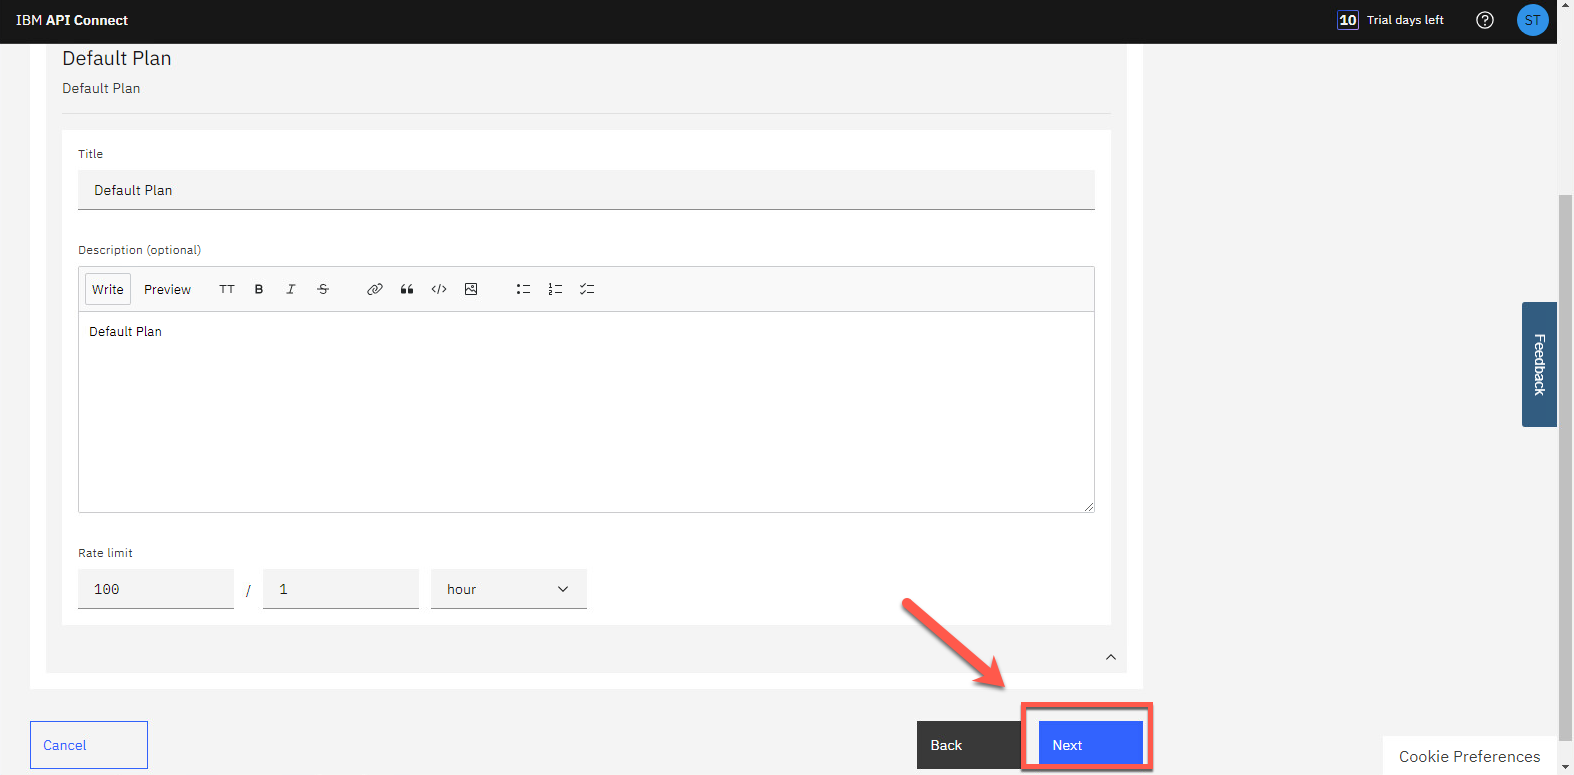 IBM API Connect
10 Trial days left
ST
Default Plan
Default Plan
Title
Default Plan
Description (optional)
Write Preview TT B I S
Default Plan
Feedback
Rate limit
100 / 1 hour
Cancel
Back
Next
Cookie Preferences